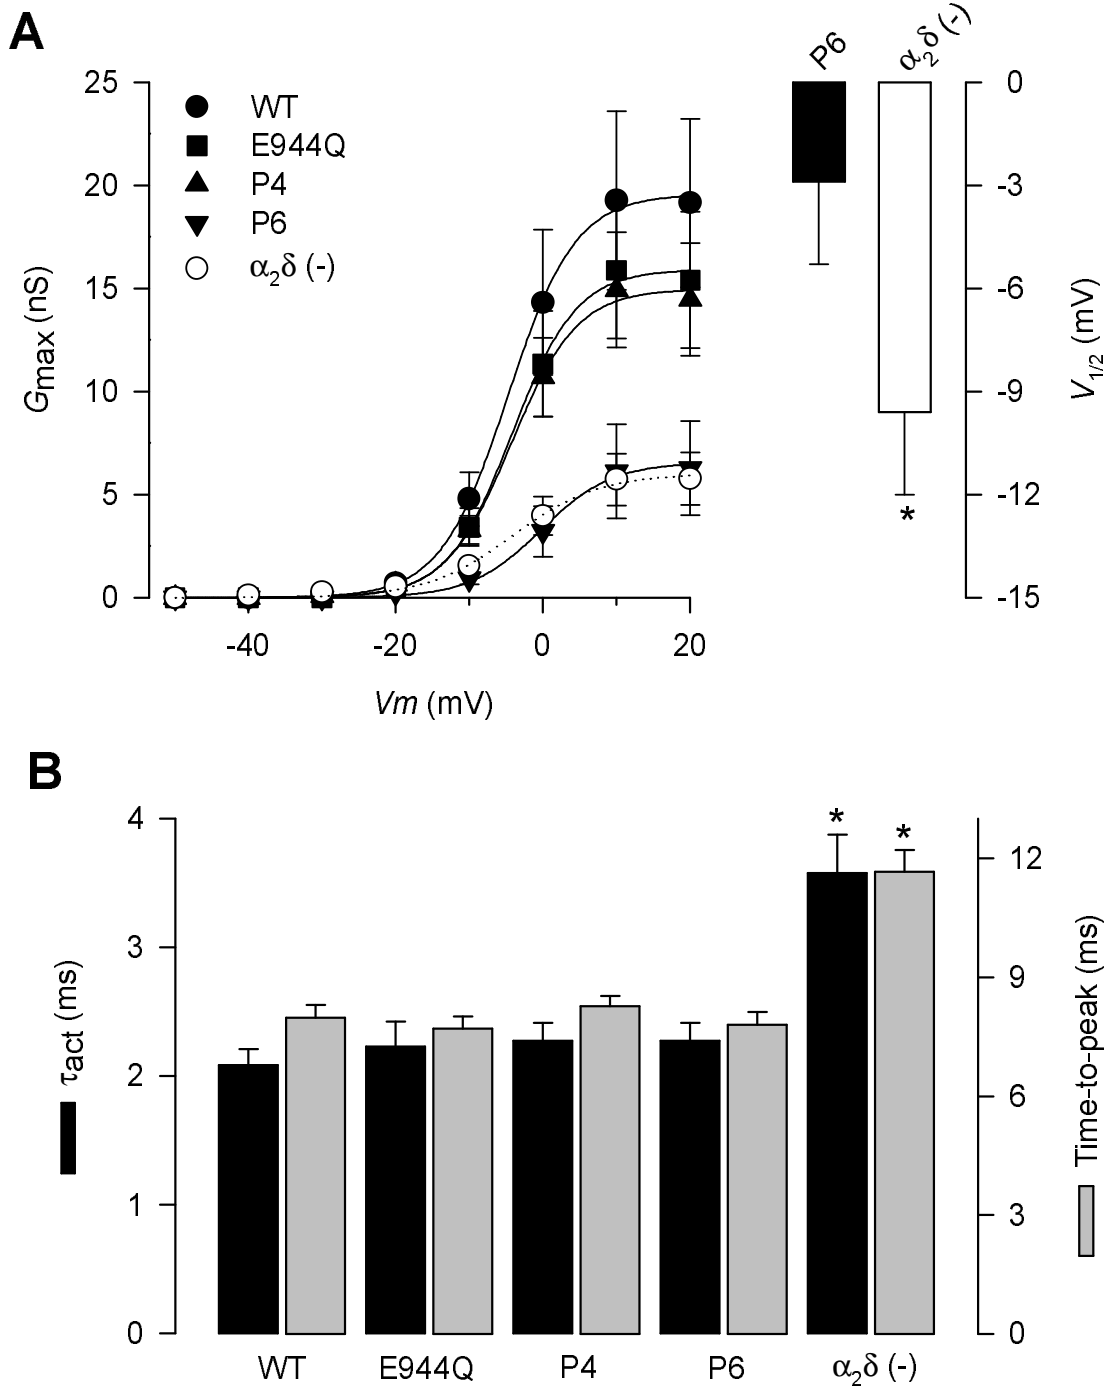 A
P6
α₂δ (-)
25
20
15
10
5
0
Gmax (nS)
WT
E944Q
P4
P6
α₂δ (-)
0
-3
-6
-9
-12
-15
*
V1/2 (mV)
-40
-20
0
20
Vm (mV)
B
4
3
2
1
0
τact (ms)
*
*
12
9
6
3
0
Time-to-peak (ms)
WT
E944Q
P4
P6
α₂δ (-)